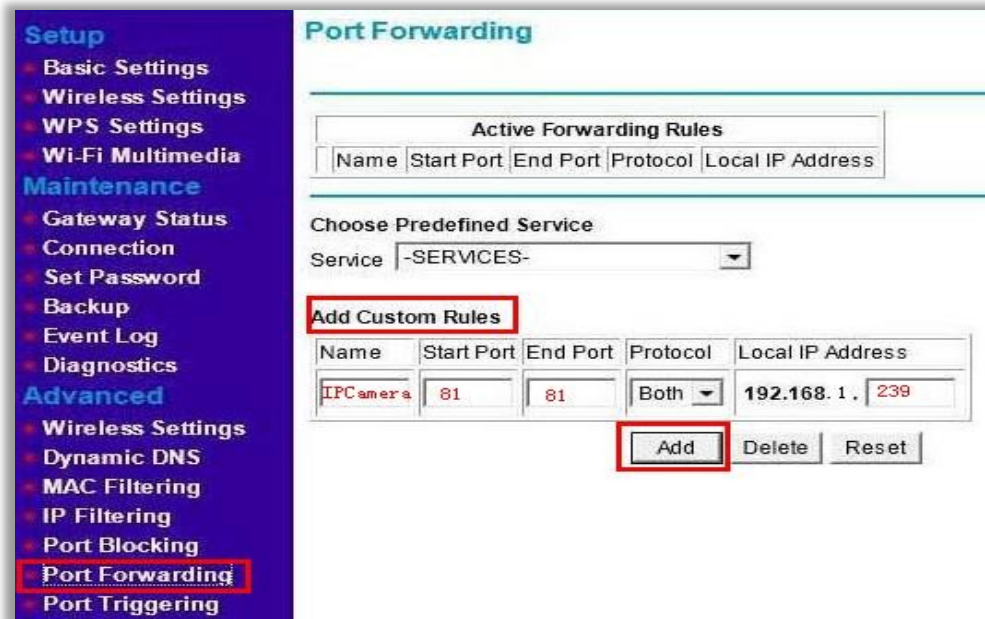 Setup
Basic Settings
Wireless Settings
WPS Settings
Wi-Fi Multimedia
Maintenance
Gateway Status
Connection
Set Password
Backup
Event Log
Diagnostics
Advanced
Wireless Settings
Dynamic DNS
MAC Filtering
IP Filtering
Port Blocking
Port Forwarding
Port Triggering
Port Forwarding
Active Forwarding Rules
Name Start Port End Port Protocol Local IP Address
Choose Predefined Service
Service -SERVICES-
Add Custom Rules
Name Start Port End Port Protocol Local IP Address
IPCamera 81 81 Both 192.168.1. 239
Add Delete Reset